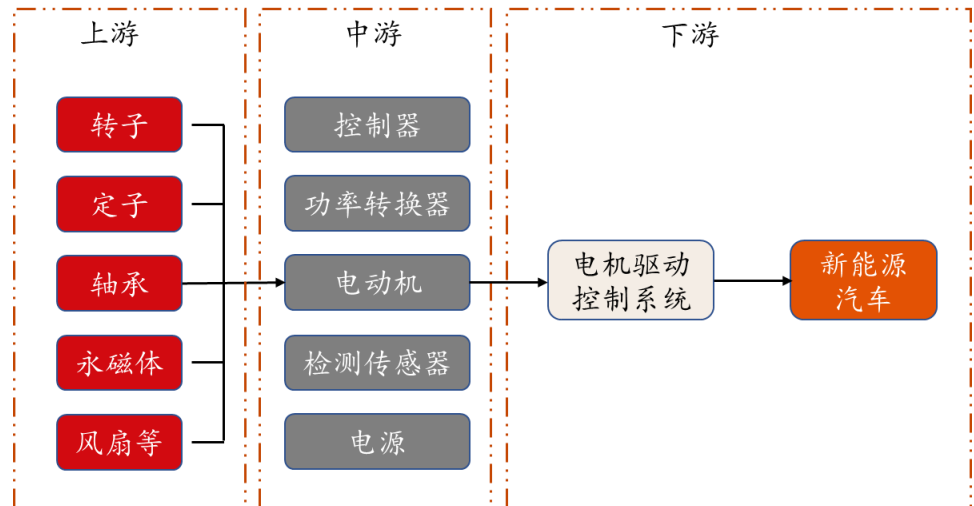 上游
中游
下游
转子
控制器
定子
功率转换器
轴承
电动机
电机驱动
控制系统
新能源
汽车
永磁体
检测传感器
风扇等
电源